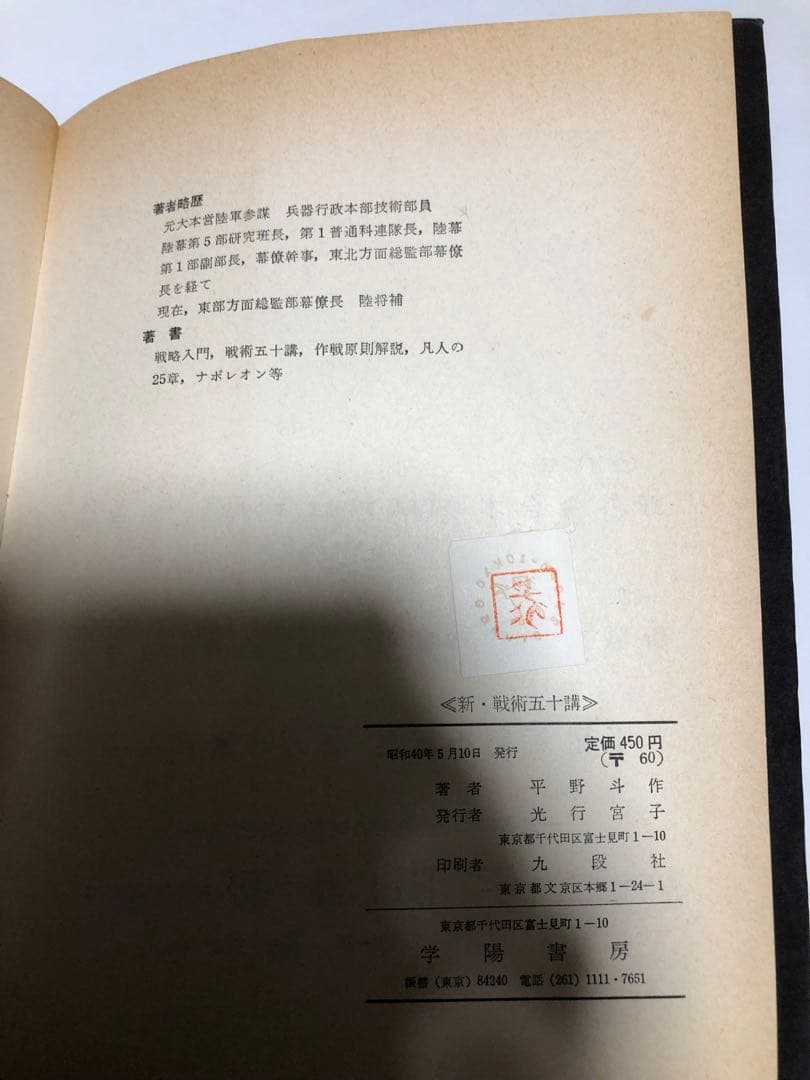 著者略歴
元大本営陸軍参謀 兵器行政本部技術部員
陸幕第5部研究班長，第1普通科連隊長，陸幕
第1部副部長，幕僚幹事，東北方面総監部幕僚
長を経て
現在，東部方面総監部幕僚長 陸将補
著書
戦略入門，戦術五十講，作戦原則解説，凡人の
25章，ナポレオン等
≪新・戦術五十講≫
昭和40年5月10日 発行 定価450円
(〒 60)
著者 平野斗作
発行者 光行宮子
東京都千代田区富士見町1－10
印刷者 九段社
東京都文京区本郷1－24－1
東京都千代田区富士見町1－10
学陽書房
振替(東京)84240 電話(261)1111・7651